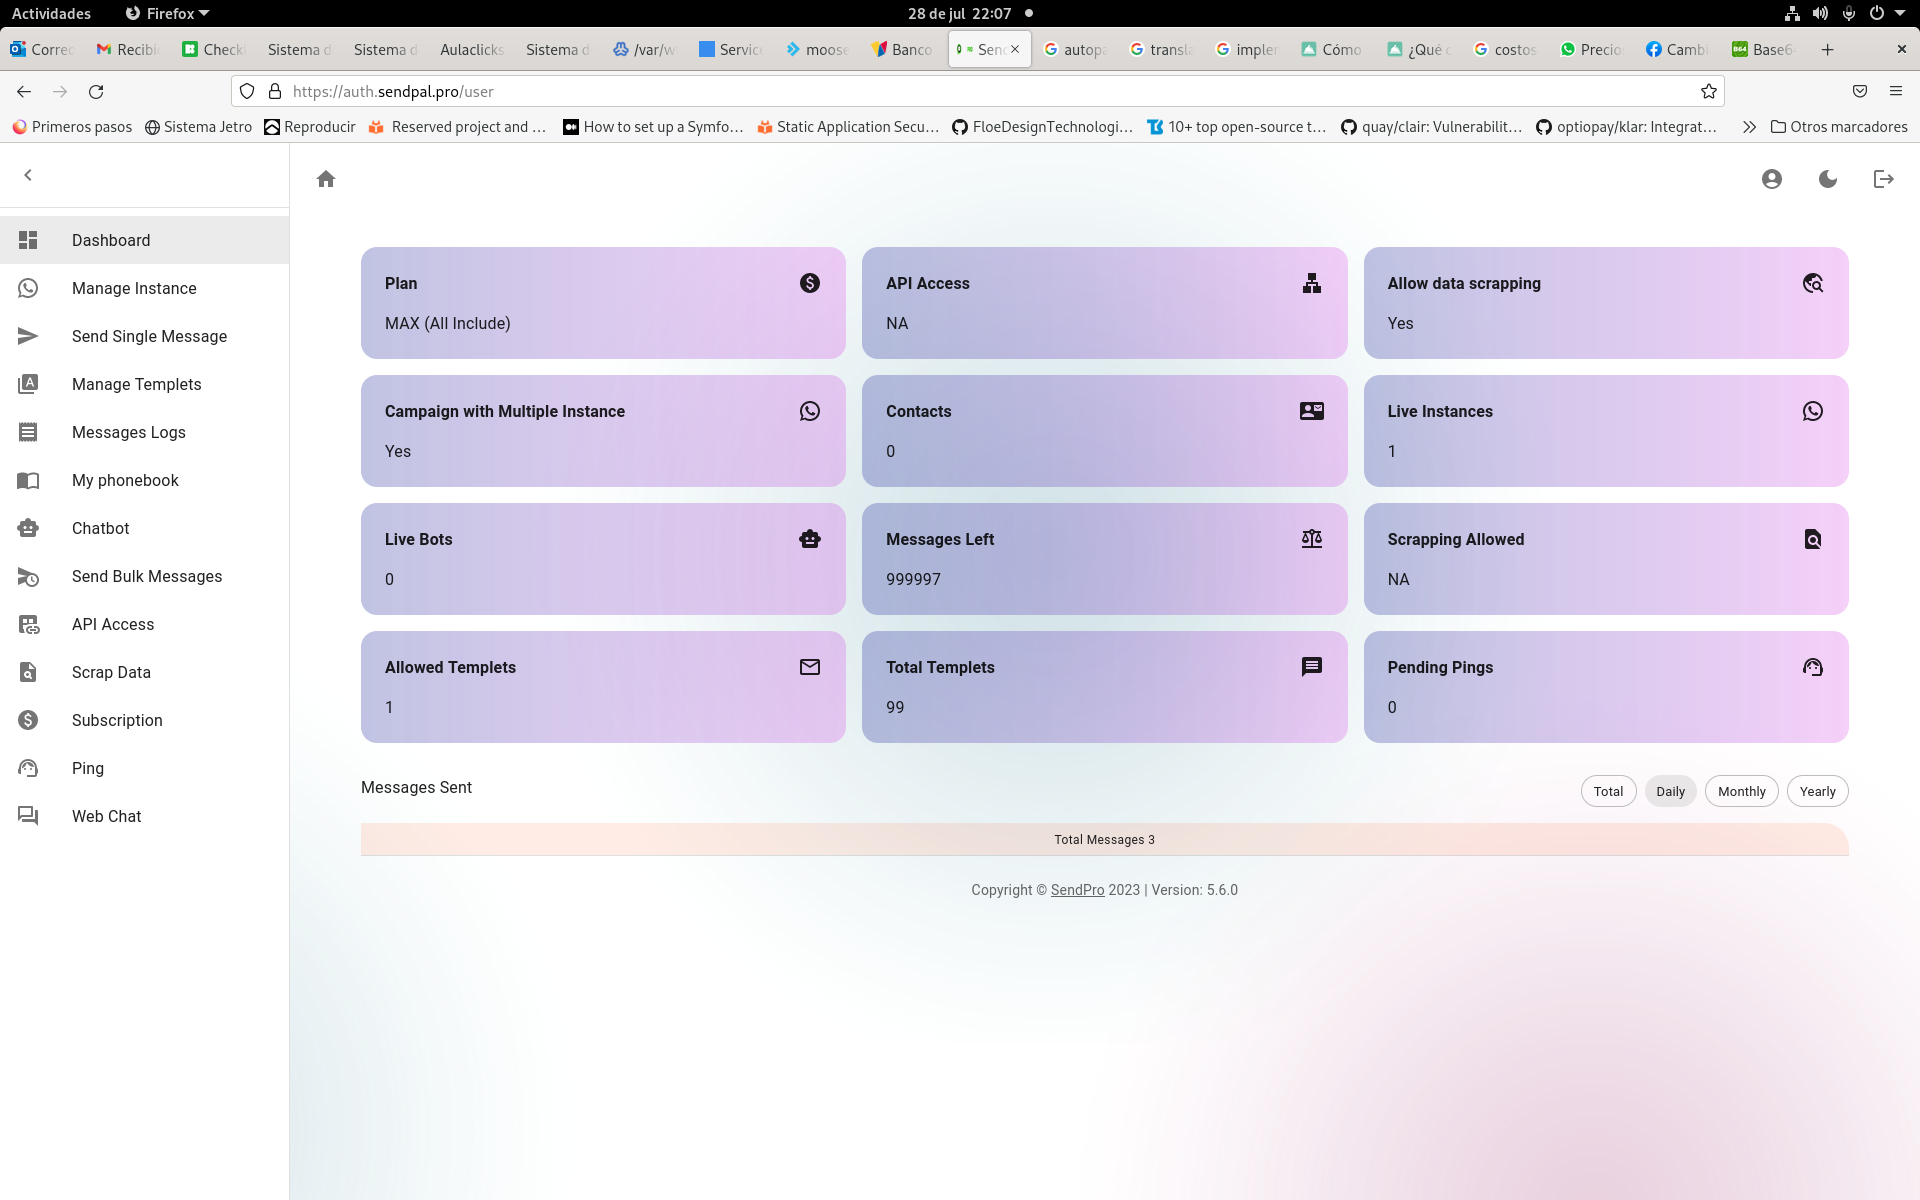 Actividades Firefox 28 de jul 22:07
Correo Recibi Checkl Sistema d Sistema d Aulaclicks Sistema d /var/w Service moose Banco Send autopa transla implem Cómo ¿Qué c costos Precio Cambi Base64
https://auth.sendpal.pro/user
Primeros pasos Sistema Jetro Reproducir Reserved project and … How to set up a Symfo… Static Application Secu… FloeDesignTechnologi… 10+ top open-source t… quay/clair: Vulnerabilit… optiopay/klar: Integrat… Otros marcadores
Dashboard
Manage Instance
Send Single Message
Manage Templets
Messages Logs
My phonebook
Chatbot
Send Bulk Messages
API Access
Scrap Data
Subscription
Ping
Web Chat
Plan
MAX (All Include)
API Access
NA
Allow data scrapping
Yes
Campaign with Multiple Instance
Yes
Contacts
0
Live Instances
1
Live Bots
0
Messages Left
999997
Scrapping Allowed
NA
Allowed Templets
1
Total Templets
99
Pending Pings
0
Messages Sent
Total Daily Monthly Yearly
Total Messages 3
Copyright © SendPro 2023 | Version: 5.6.0